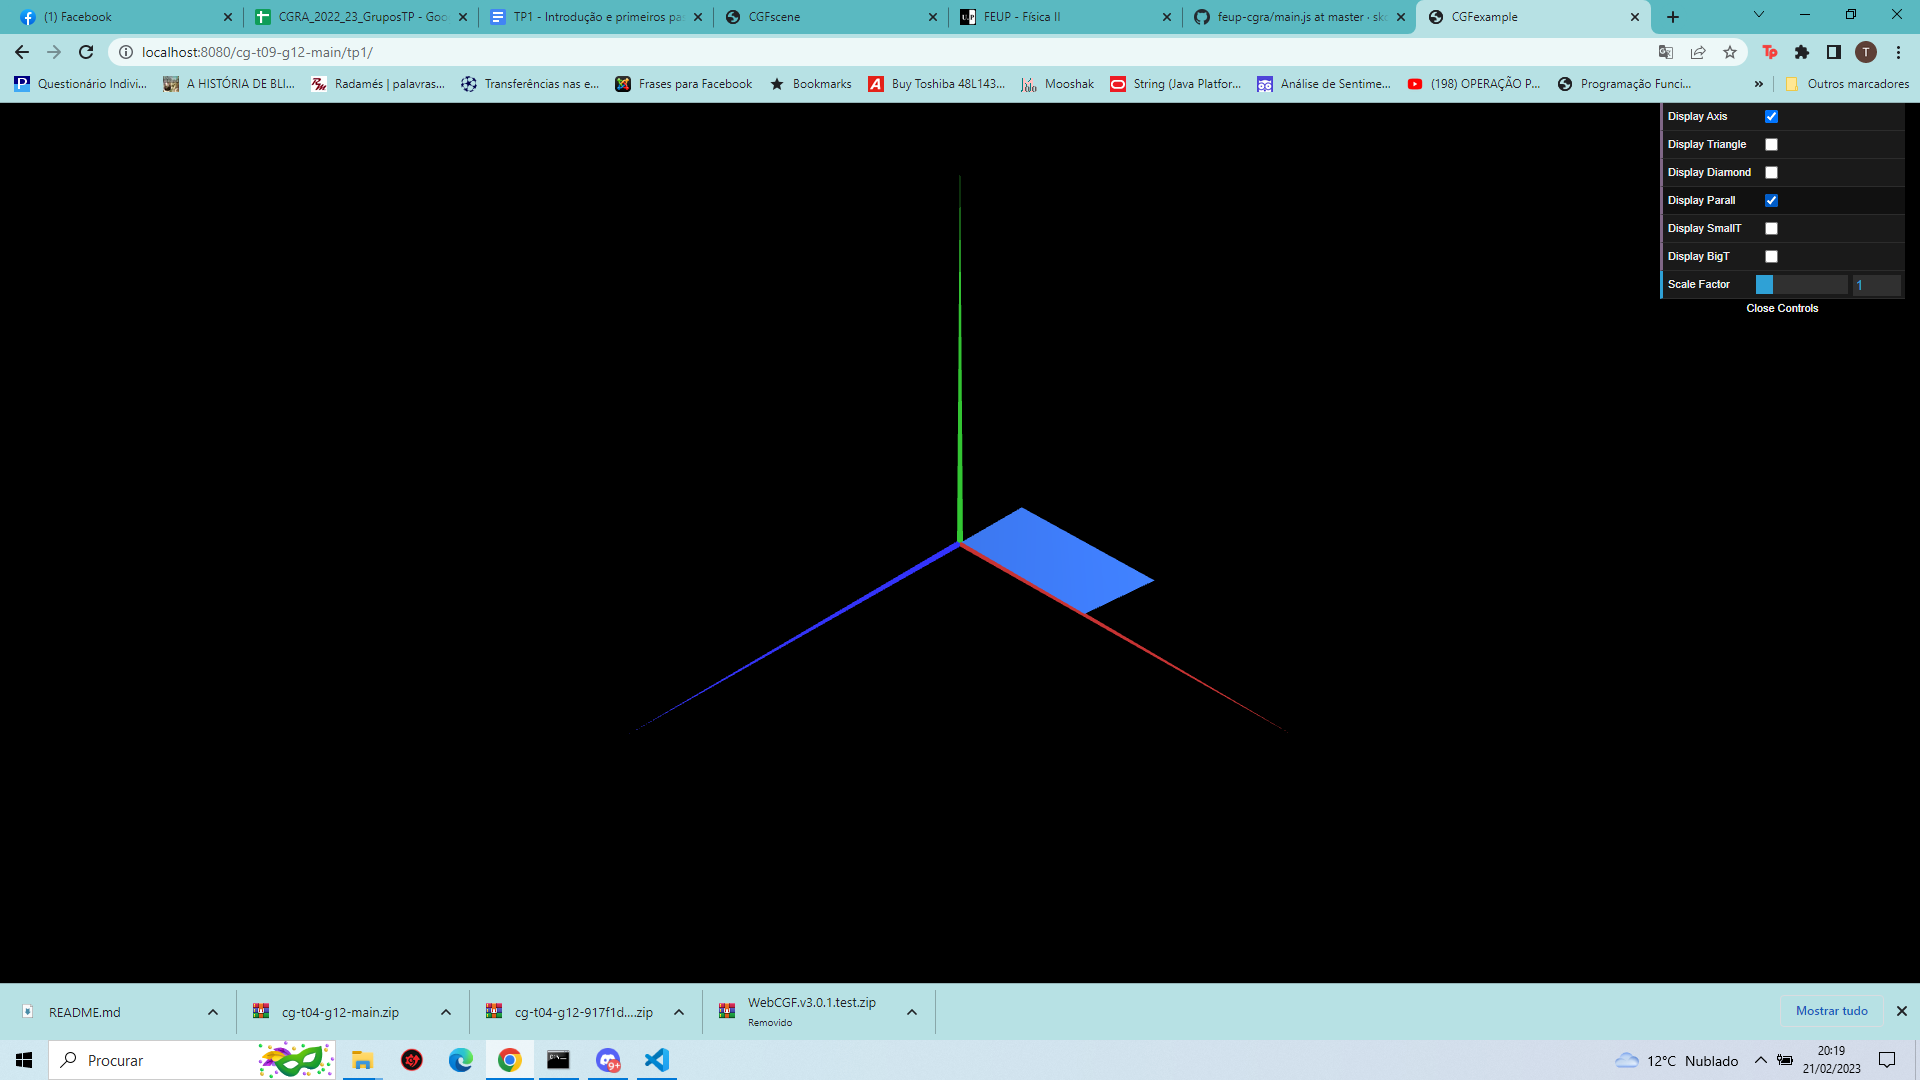 (1) Facebook
CGRA_2022_23_GruposTP - Goo
TP1 - Introdução e primeiros pa
CGFscene
FEUP - Física II
feup-cgra/main.js at master · sk
CGFexample
localhost:8080/cg-t09-g12-main/tp1/
T
Questionário Indivi...
A HISTÓRIA DE BLI...
Radamés | palavras...
Transferências nas e...
Frases para Facebook
Bookmarks
Buy Toshiba 48L143...
Mooshak
String (Java Platfor...
Análise de Sentime...
(198) OPERAÇÃO P...
Programação Funci...
»
Outros marcadores
Display Axis
Display Triangle
Display Diamond
Display Parall
Display SmallT
Display BigT
Scale Factor 1
Close Controls
README.md
cg-t04-g12-main.zip
cg-t04-g12-917f1d....zip
WebCGF.v3.0.1.test.zip
Removido
Mostrar tudo
Procurar
9+
12°C Nublado
20:19
21/02/2023